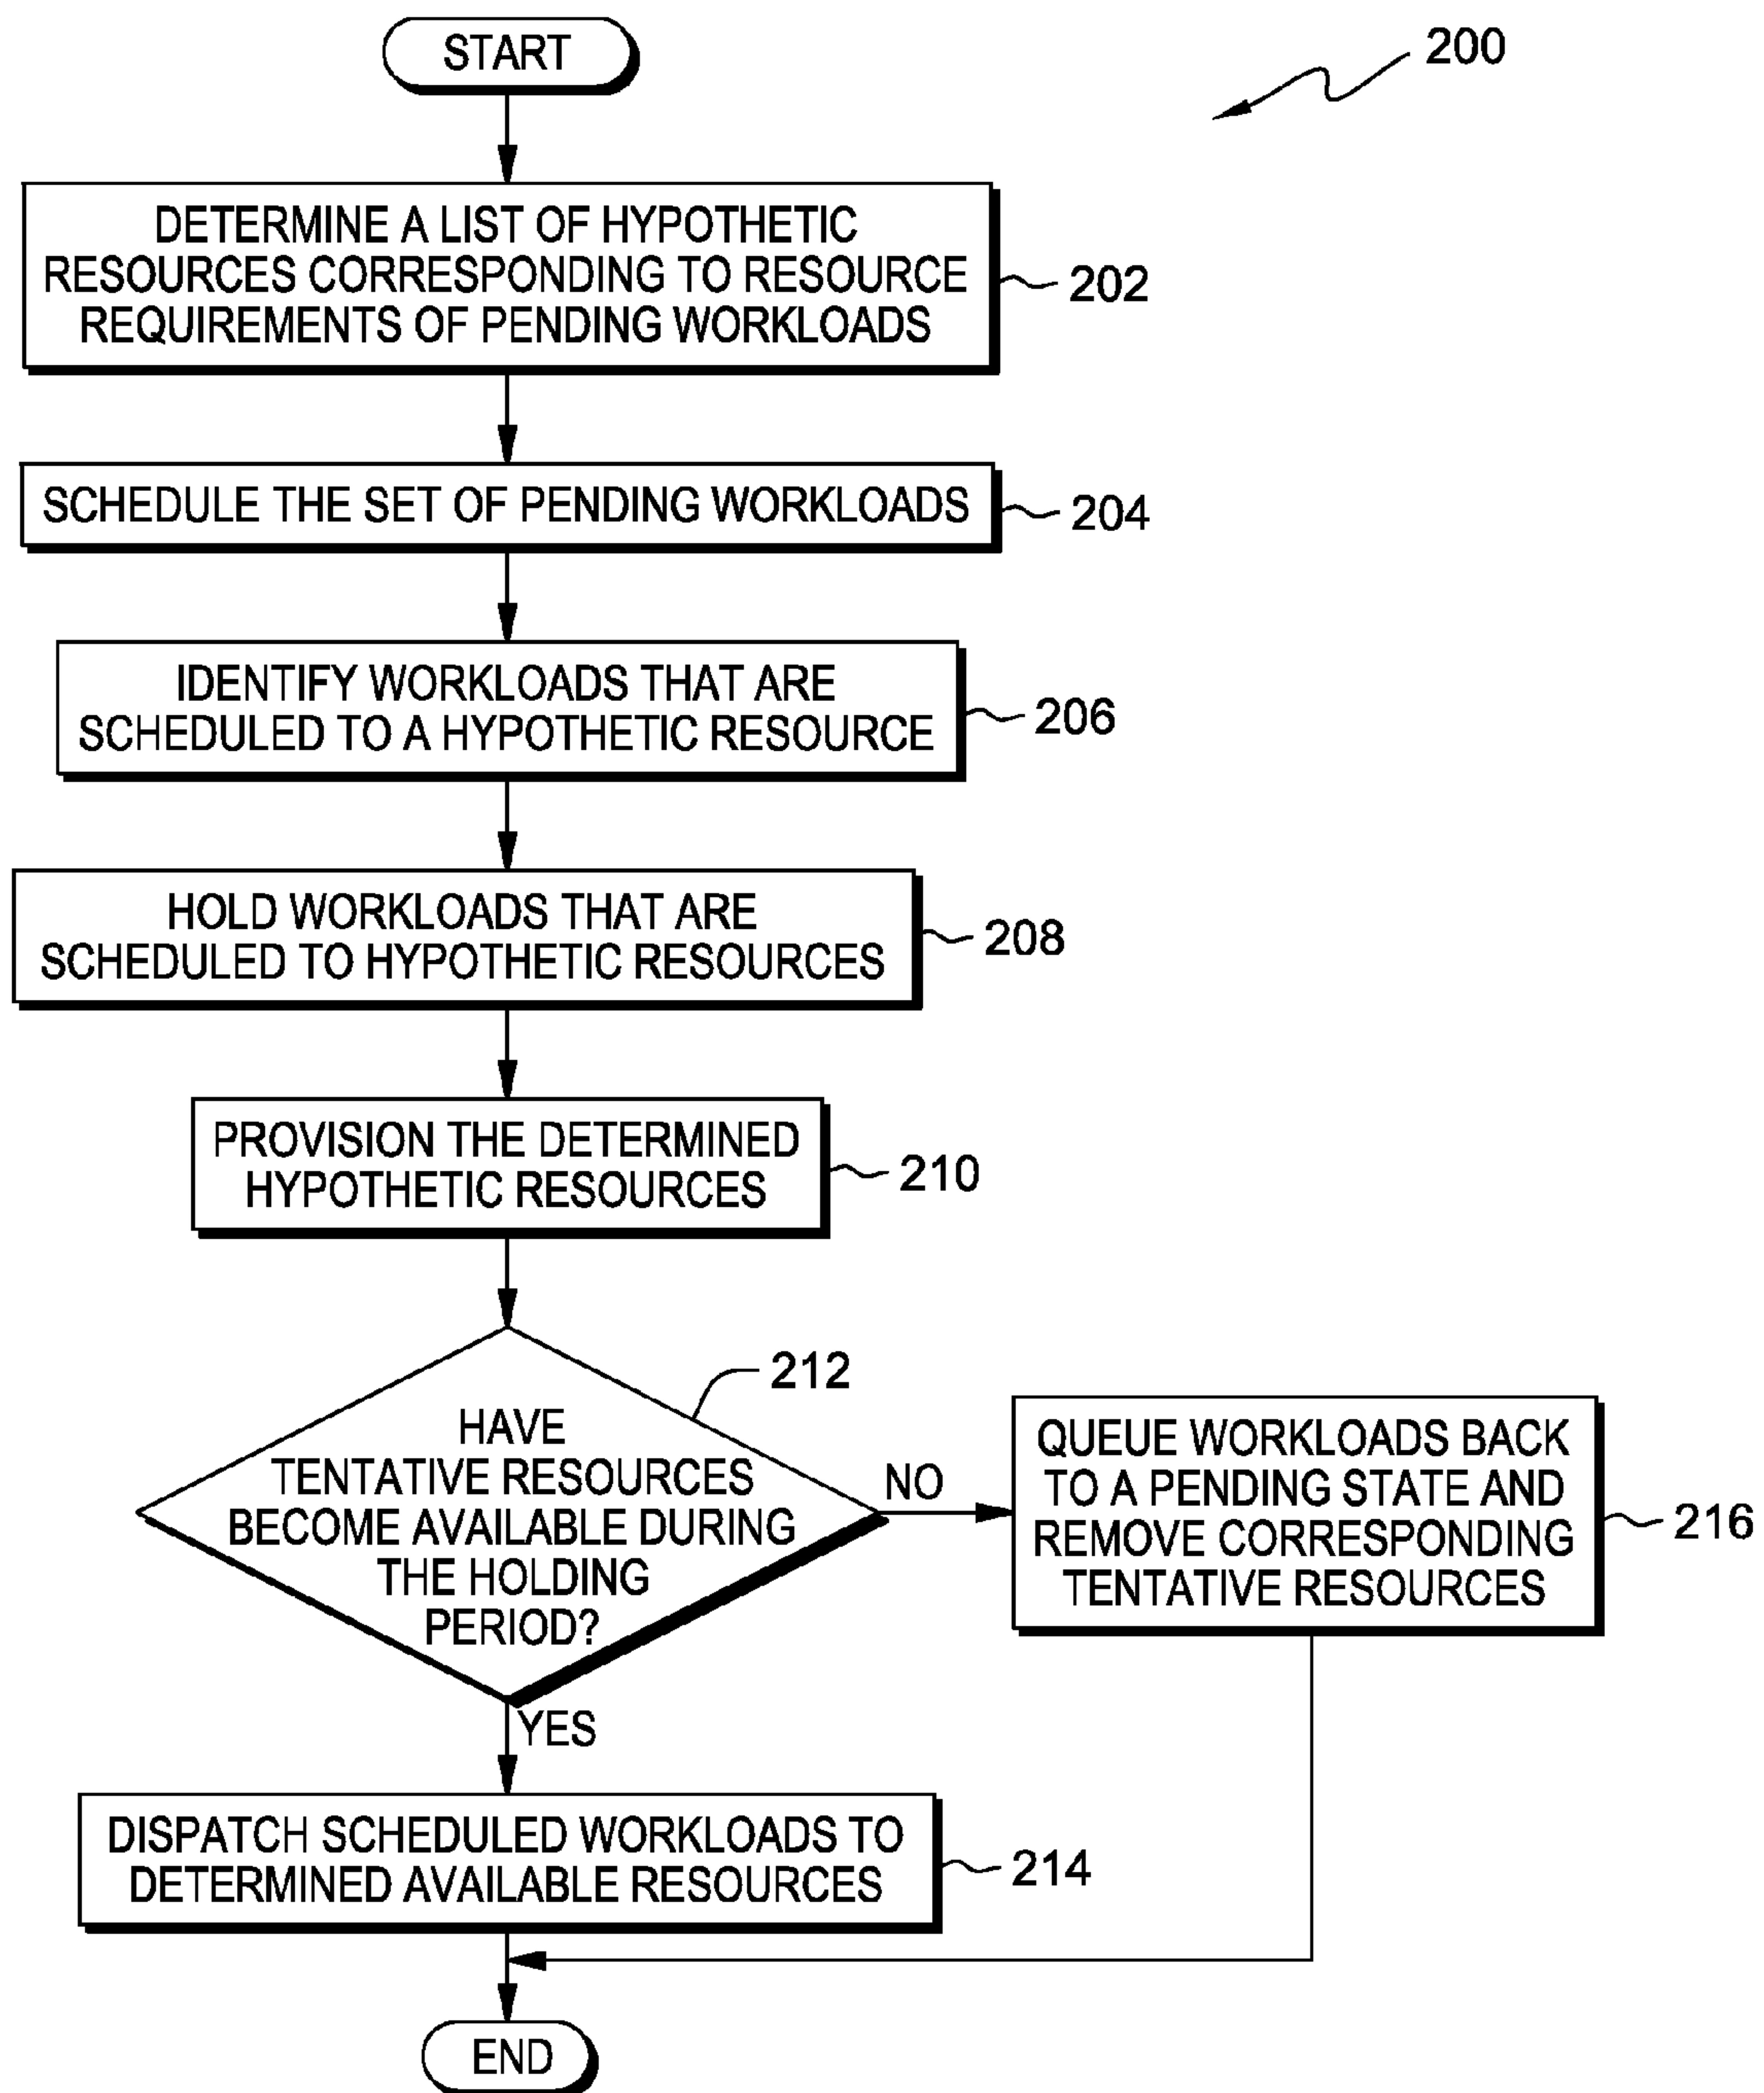 START
200
DETERMINE A LIST OF HYPOTHETIC
RESOURCES CORRESPONDING TO RESOURCE
REQUIREMENTS OF PENDING WORKLOADS
202
SCHEDULE THE SET OF PENDING WORKLOADS
204
IDENTIFY WORKLOADS THAT ARE
SCHEDULED TO A HYPOTHETIC RESOURCE
206
HOLD WORKLOADS THAT ARE
SCHEDULED TO HYPOTHETIC RESOURCES
208
PROVISION THE DETERMINED
HYPOTHETIC RESOURCES
210
212
HAVE
TENTATIVE RESOURCES
BECOME AVAILABLE DURING
THE HOLDING
PERIOD?
NO
QUEUE WORKLOADS BACK
TO A PENDING STATE AND
REMOVE CORRESPONDING
TENTATIVE RESOURCES
216
YES
DISPATCH SCHEDULED WORKLOADS TO
DETERMINED AVAILABLE RESOURCES
214
END